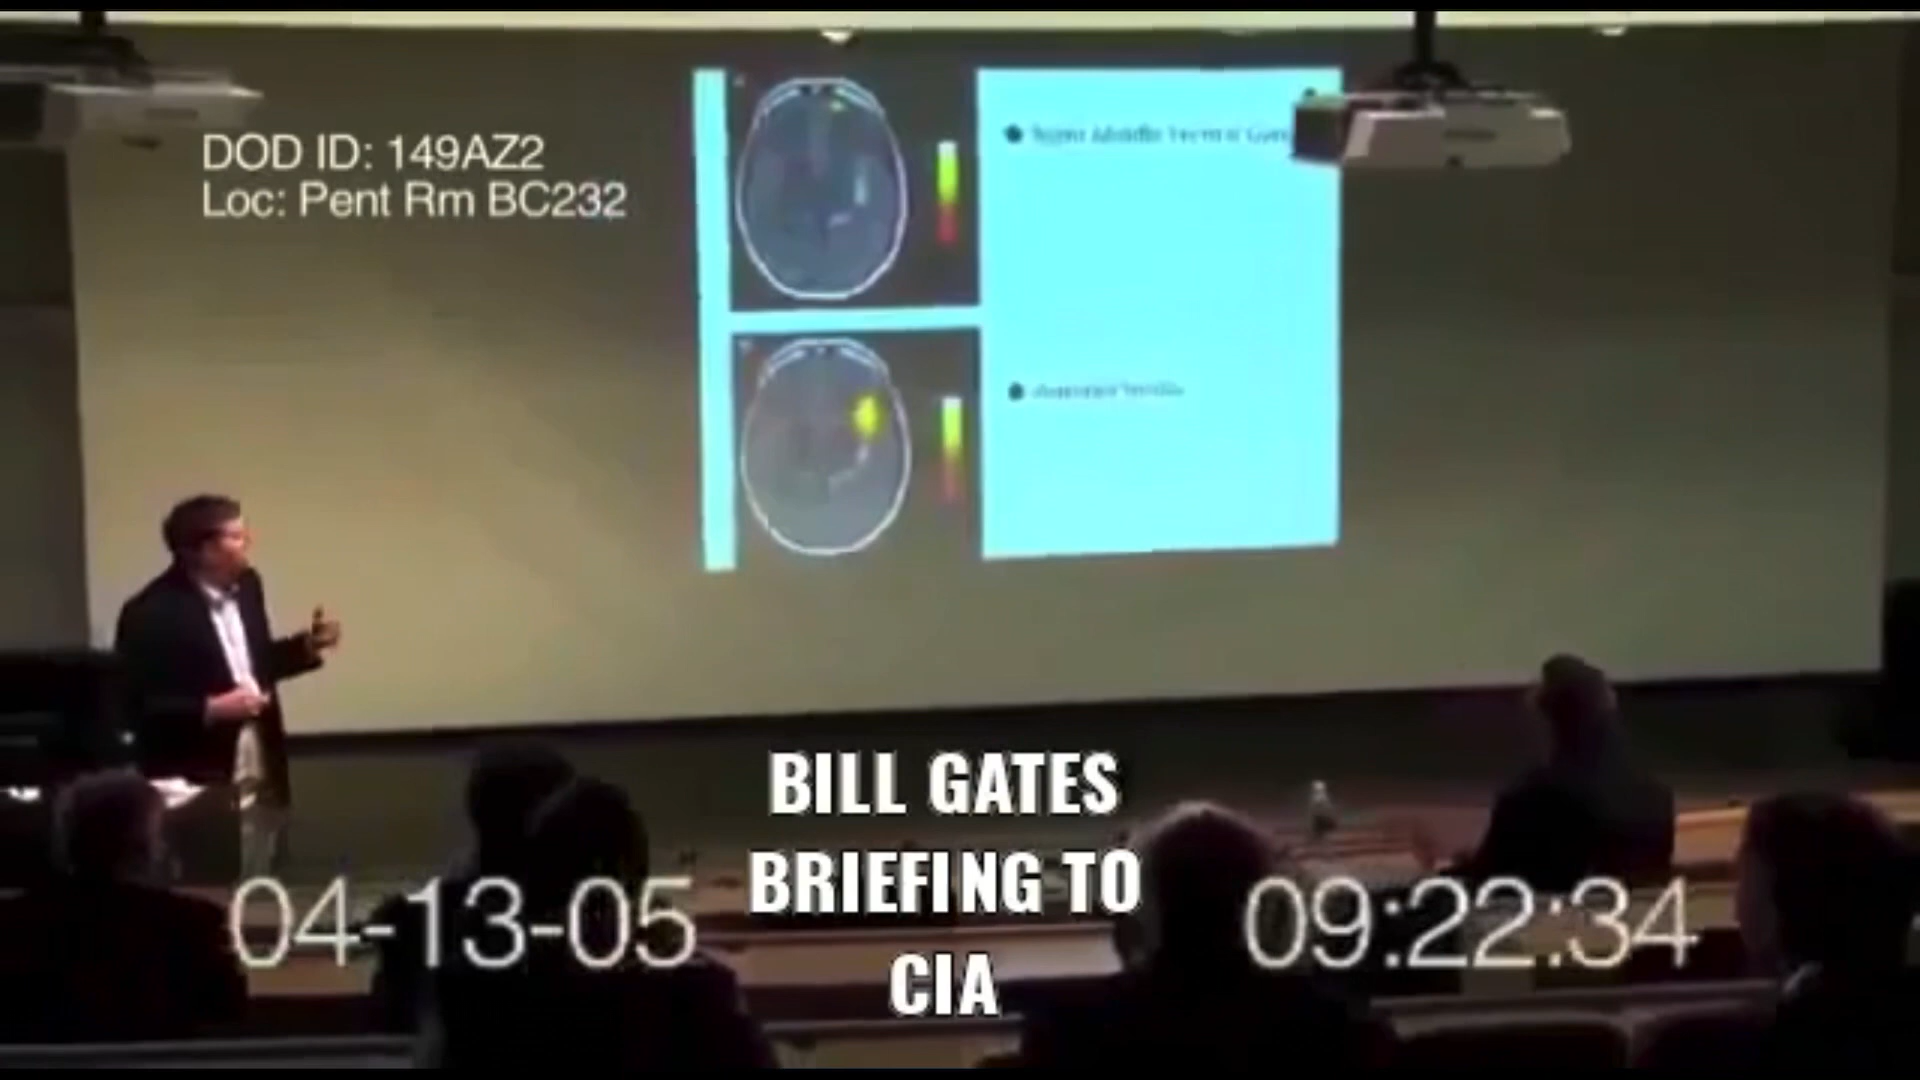 DOD ID: 149AZ2
Loc: Pent Rm BC232
BILL GATES
BRIEFING TO
CIA
04-13-05
09:22:34